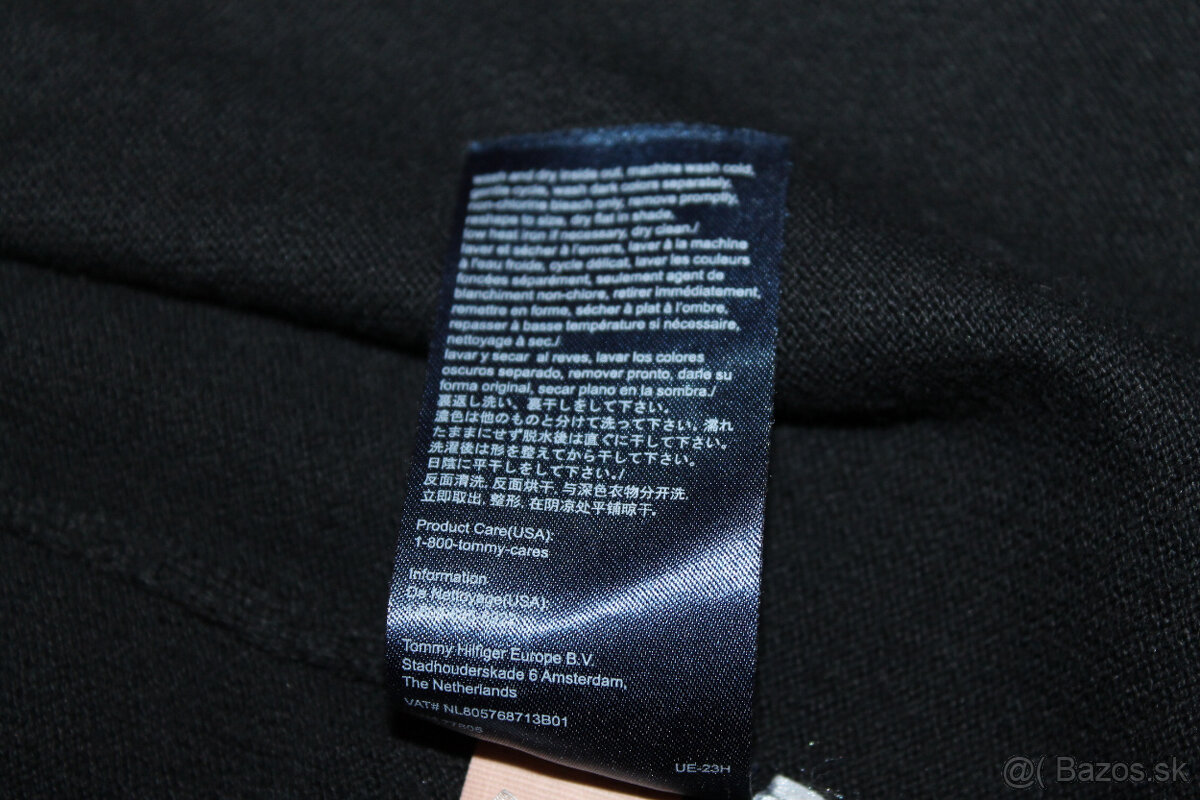 wash and dry inside out, machine wash cold,
gentle cycle, wash dark colors separately,
non-chlorine bleach only, remove promptly,
reshape to size, dry flat in shade,
low heat iron if necessary, dry clean./
laver et sécher à l'envers, laver à la machine
à l'eau froide, cycle délicat, laver les couleurs
foncées séparément, seulement agent de
blanchiment non-chlore, retirer immédiatement,
remettre en forme, sécher à plat à l'ombre,
repasser à basse température si nécessaire,
nettoyage à sec./
lavar y secar al reves, lavar los colores
oscuros separado, remover pronto, darle su
forma original, secar plano en la sombra./
裏返し洗い、裏干しをして下さい。
濃色は他のものと分けて洗って下さい。濡れ
たままにせず脱水後は直ぐに干して下さい。
洗濯後は形を整えてから干して下さい。
日陰に平干しをして下さい。/
反面清洗. 反面烘干. 与深色衣物分开洗.
立即取出. 整形. 在阴凉处平铺晾干.
Product Care(USA):
1-800-tommy-cares
Information
De Nettoyage(USA):
Tommy Hilfiger Europe B.V.
Stadhouderskade 6 Amsterdam,
The Netherlands
VAT# NL805768713B01
UE-23H
@( Bazos.sk